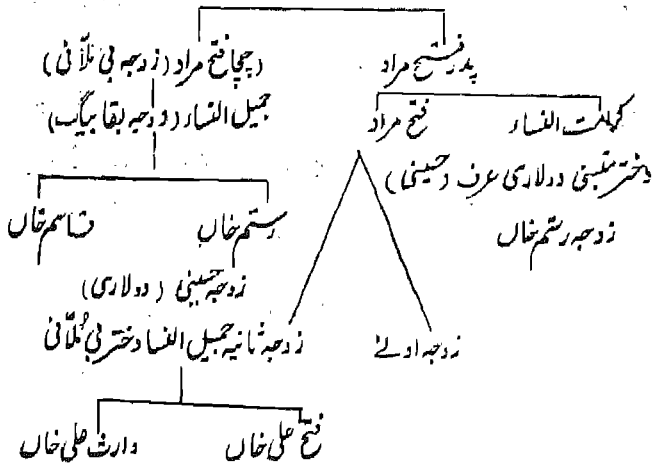 پدر فتح مراد
(چچا فتح مراد (زوجہ بی ملّانی)
کرامت النساء
فتح مراد
جمیل النساء (زوجہ بقا بیگ)
دختر متبنی دولاری عرف (حسینی)
زوجہ رستم خاں
رستم خاں
قاسم خاں
زوجہ حسینی (دولاری)
زوجہ اولےٰ
زوجہ ثانیہ جمیل النساء دختر بی مُلّانی
فتح علی خاں
وارث علی خاں